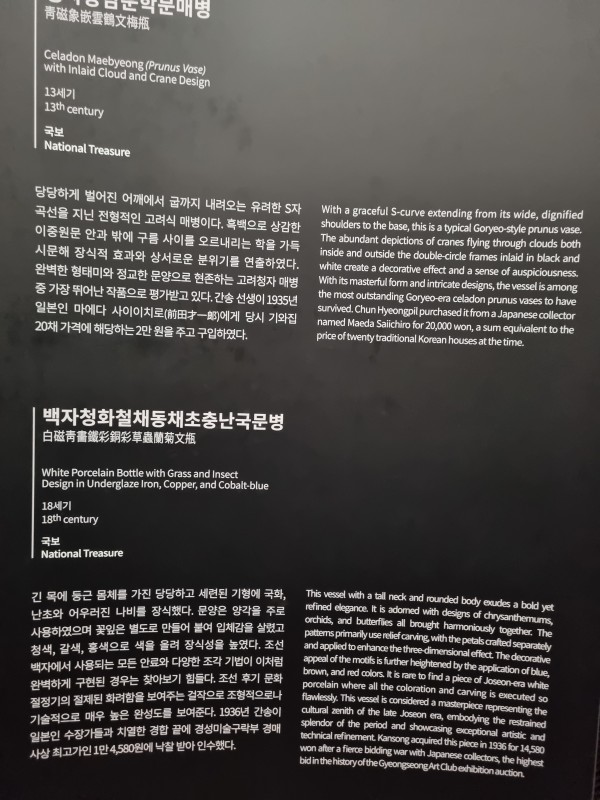 청자상감운학문매병
靑磁象嵌雲鶴文梅甁
Celadon Maebyeong (Prunus Vase)
with Inlaid Cloud and Crane Design
13세기
13th century
국보
National Treasure
당당하게 벌어진 어깨에서 굽까지 내려오는 유려한 S자
곡선을 지닌 전형적인 고려식 매병이다. 흑백으로 상감한
이중원문 안과 밖에 구름 사이를 오르내리는 학을 가득
시문해 장식적 효과와 상서로운 분위기를 연출하였다.
완벽한 형태미와 정교한 문양으로 현존하는 고려청자 매병
중 가장 뛰어난 작품으로 평가받고 있다. 간송 선생이 1935년
일본인 마에다 사이이치로(前田才一郞)에게 당시 기와집
20채 가격에 해당하는 2만 원을 주고 구입하였다.
With a graceful S-curve extending from its wide, dignified
shoulders to the base, this is a typical Goryeo-style prunus vase.
The abundant depictions of cranes flying through clouds both
inside and outside the double-circle frames inlaid in black and
white create a decorative effect and a sense of auspiciousness.
With its masterful form and intricate designs, the vessel is among
the most outstanding Goryeo-era celadon prunus vases to have
survived. Chun Hyeongpil purchased it from a Japanese collector
named Maeda Saiichiro for 20,000 won, a sum equivalent to the
price of twenty traditional Korean houses at the time.
백자청화철채동채초충난국문병
白磁靑畫鐵彩銅彩草蟲蘭菊文甁
White Porcelain Bottle with Grass and Insect
Design in Underglaze Iron, Copper, and Cobalt-blue
18세기
18th century
국보
National Treasure
긴 목에 둥근 몸체를 가진 당당하고 세련된 기형에 국화,
난초와 어우러진 나비를 장식했다. 문양은 양각을 주로
사용하였으며 꽃잎은 별도로 만들어 붙여 입체감을 살렸고
청색, 갈색, 홍색으로 색을 올려 장식성을 높였다. 조선
백자에서 사용되는 모든 안료와 다양한 조각 기법이 이처럼
완벽하게 구현된 경우는 찾아보기 힘들다. 조선 후기 문화
절정기의 절제된 화려함을 보여주는 걸작으로 조형적으로나
기술적으로 매우 높은 완성도를 보여준다. 1936년 간송이
일본인 수장가들과 치열한 경합 끝에 경성미술구락부 경매
사상 최고가인 1만 4,580원에 낙찰 받아 인수했다.
This vessel with a tall neck and rounded body exudes a bold yet
refined elegance. It is adorned with designs of chrysanthemums,
orchids, and butterflies all brought harmoniously together. The
patterns primarily use relief carving, with the petals crafted separately
and applied to enhance the three-dimensional effect. The decorative
appeal of the motifs is further heightened by the application of blue,
brown, and red colors. It is rare to find a piece of Joseon-era white
porcelain where all the coloration and carving is executed so
flawlessly. This vessel is considered a masterpiece representing the
cultural zenith of the late Joseon era, embodying the restrained
splendor of the period and showcasing exceptional artistic and
technical refinement. Kansong acquired this piece in 1936 for 14,580
won after a fierce bidding war with Japanese collectors, the highest
bid in the history of the Gyeongseong Art Club exhibition auction.